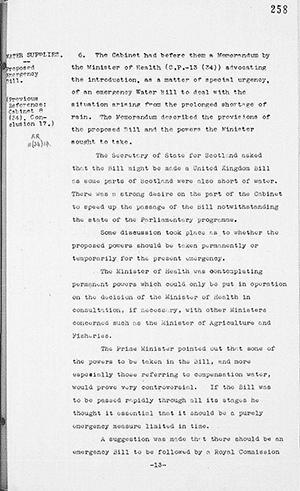 258
WATER SUPPLIES.
Proposed
Emergency
Bill.
(Previous
Reference:
Cabinet 8
(34), Con-
clusion 17.)
6. The Cabinet had before them a Memorandum by
the Minister of Health (C.P.-13 (34)) advocating
the introduction, as a matter of special urgency,
of an emergency Water Bill to deal with the
situation arising from the prolonged shortage of
rain. The Memorandum described the provisions of
the proposed Bill and the powers the Minister
sought to take.
The Secretary of State for Scotland asked
that the Bill might be made a United Kingdom Bill
as some parts of Scotland were also short of water.
There was a strong desire on the part of the Cabinet
to speed up the passage of the Bill notwithstanding
the state of the Parliamentary programme.
Some discussion took place as to whether the
proposed powers should be taken permanently or
temporarily for the present emergency.
The Minister of Health was contemplating
permanent powers which could only be put in operation
on the decision of the Minister of Health in
consultation, if necessary, with other Ministers
concerned such as the Minister of Agriculture and
Fisheries.
The Prime Minister pointed out that some of
the powers to be taken in the Bill, and more
especially those referring to compensation water,
would prove very controversial. If the Bill was
to be passed rapidly through all its stages he
thought it essential that it should be a purely
emergency measure limited in time.
A suggestion was made that there should be an
emergency Bill to be followed by a Royal Commission
-13-